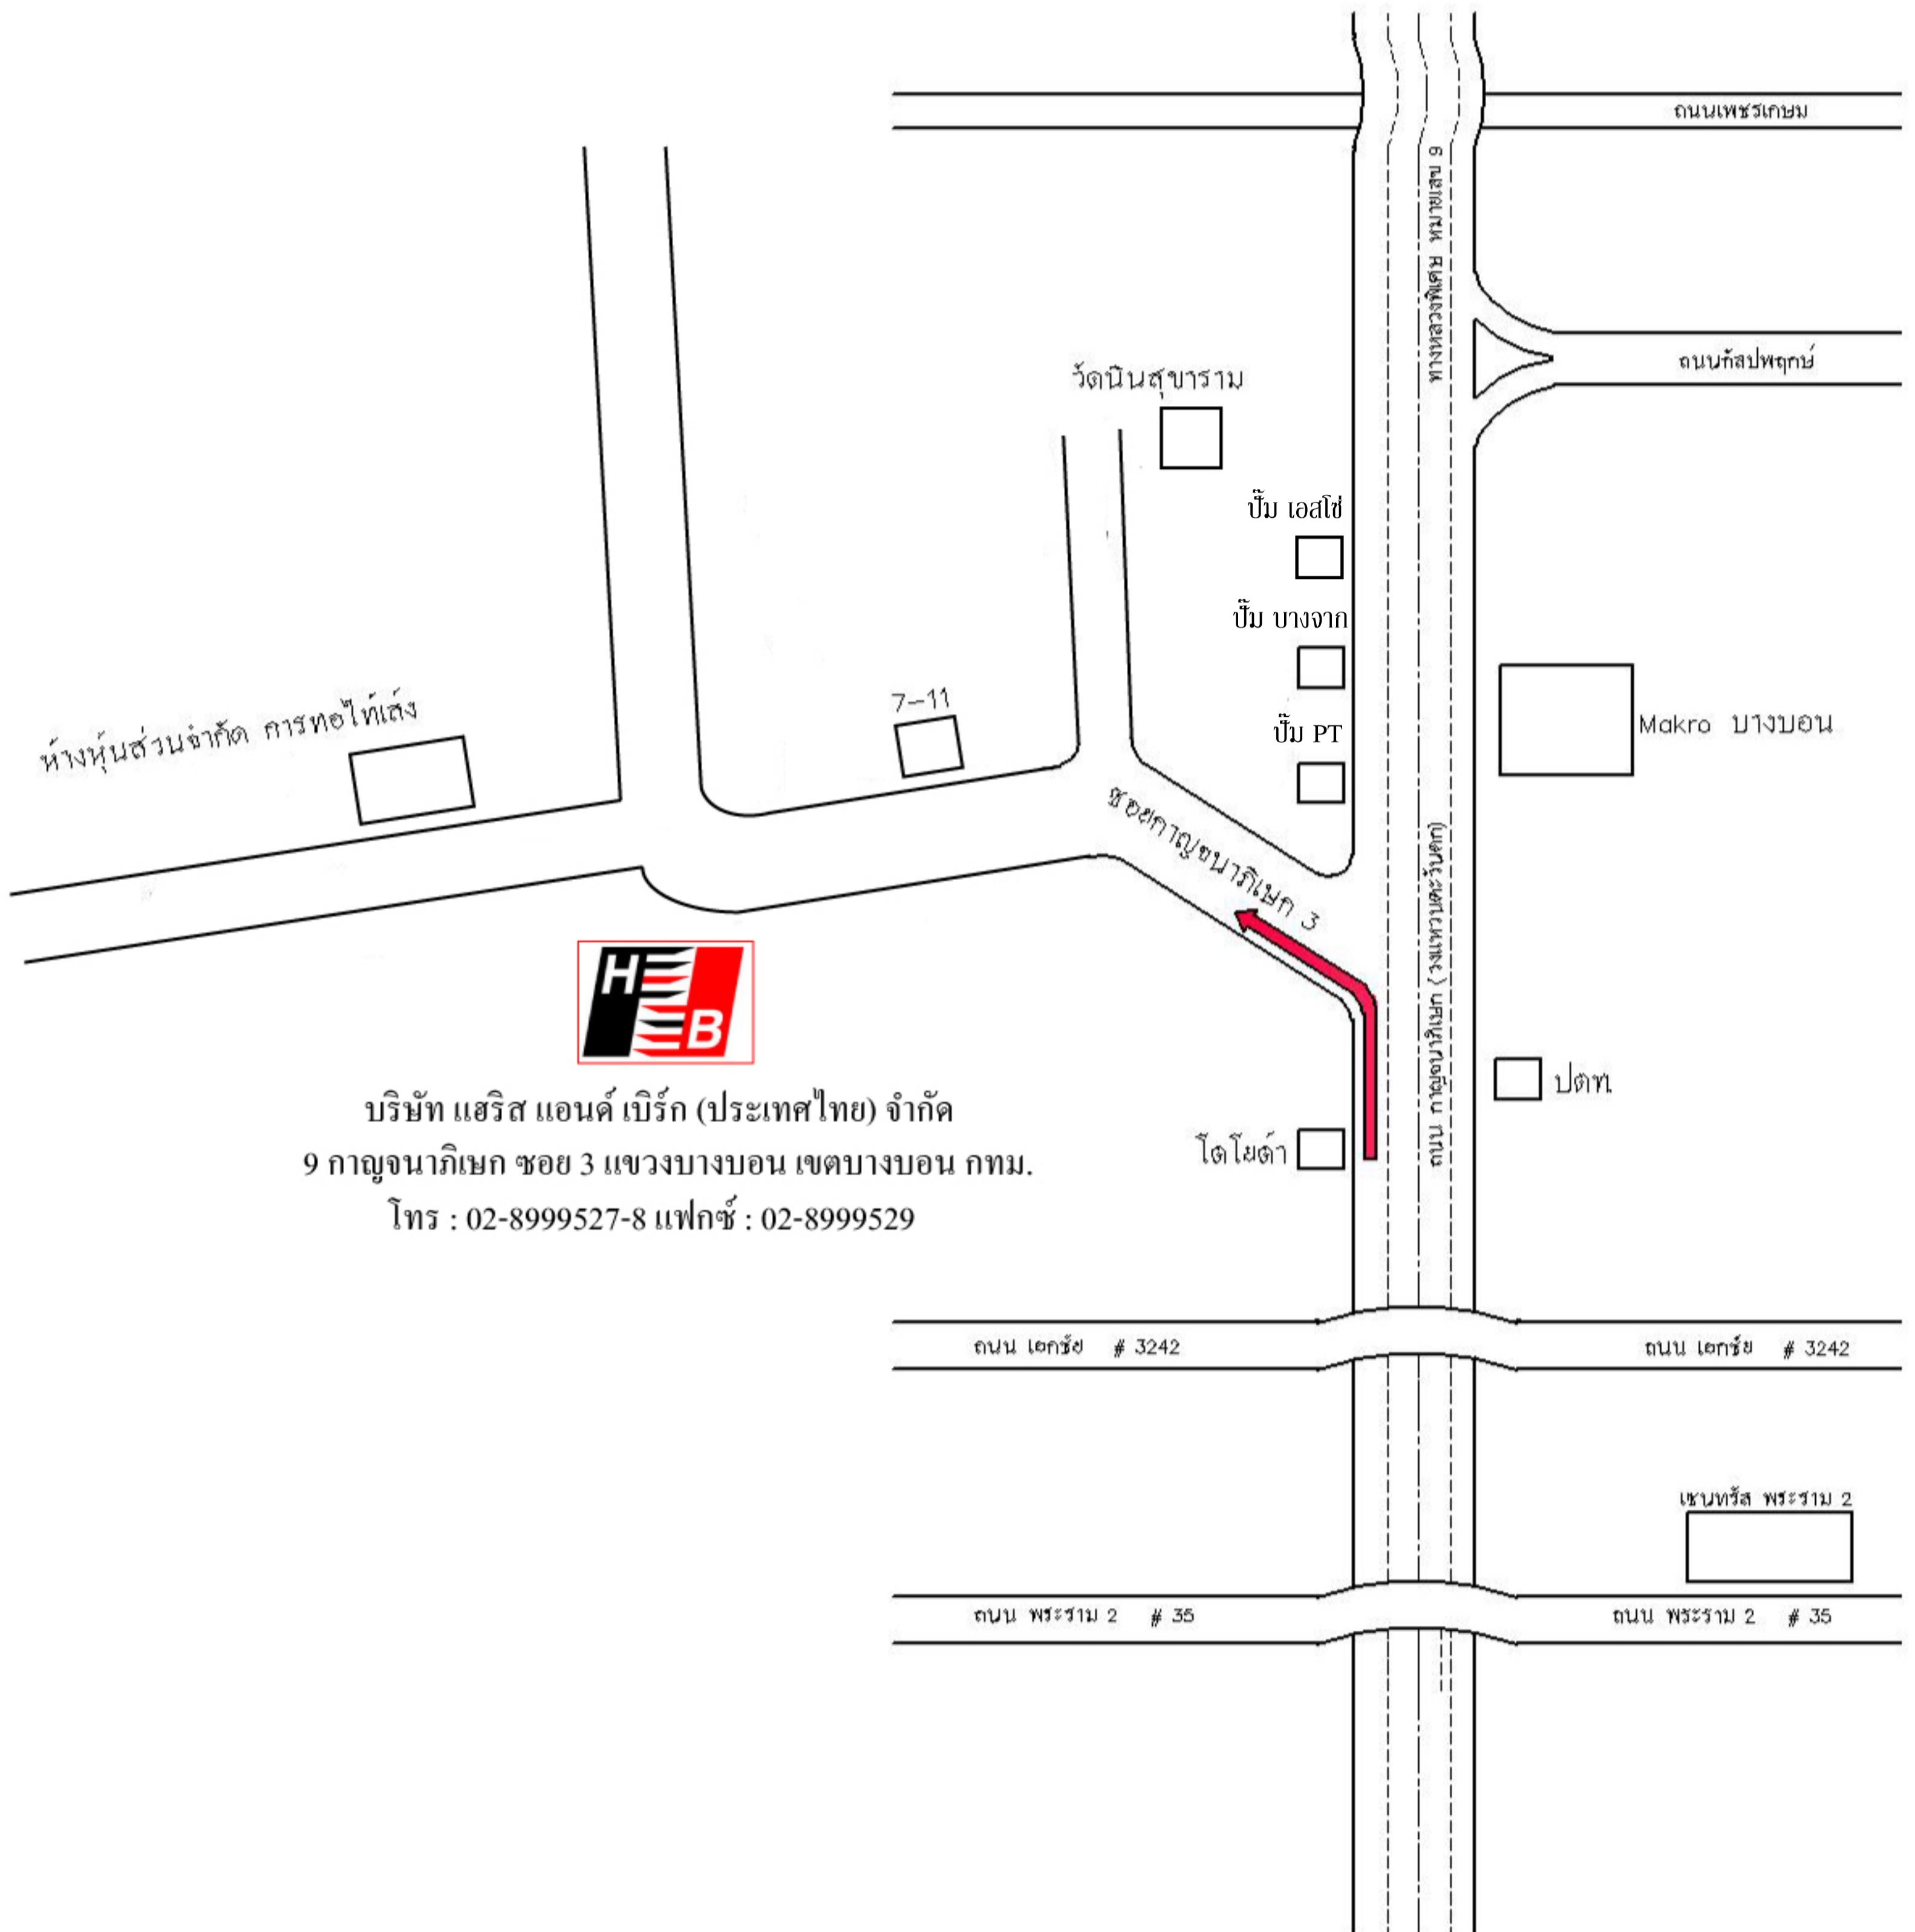 ถนนเพชรเกษม
ทางหลวงพิเศษ หมายเลข 9
ถนนกัลปพฤกษ์
วัดนินสุขาราม
ปั๊ม เอสโซ่
ปั๊ม บางจาก
7-11
ห้างหุ้นส่วนจำกัด การทอไท้เส็ง
ปั๊ม PT
Makro บางบอน
ซอยกาญจนาภิเษก 3
ถนน กาญจนาภิเษก (วงแหวนตะวันตก)
H
B
ปตท.
บริษัท แฮริส แอนด์ เบิร์ก (ประเทศไทย) จำกัด
9 กาญจนาภิเษก ซอย 3 แขวงบางบอน เขตบางบอน กทม.
โทร : 02-8999527-8 แฟกซ์ : 02-8999529
โตโยต้า
ถนน เอกชัย # 3242
ถนน เอกชัย # 3242
เซนทรัล พระราม 2
ถนน พระราม 2 # 35
ถนน พระราม 2 # 35